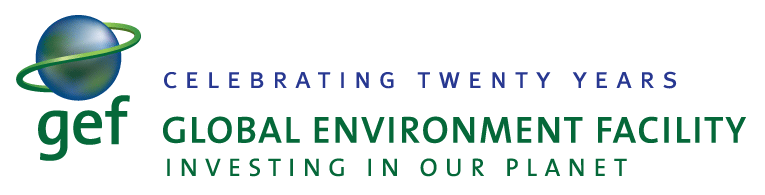 CELEBRATING TWENTY YEARS
gef
GLOBAL ENVIRONMENT FACILITY
INVESTING IN OUR PLANET